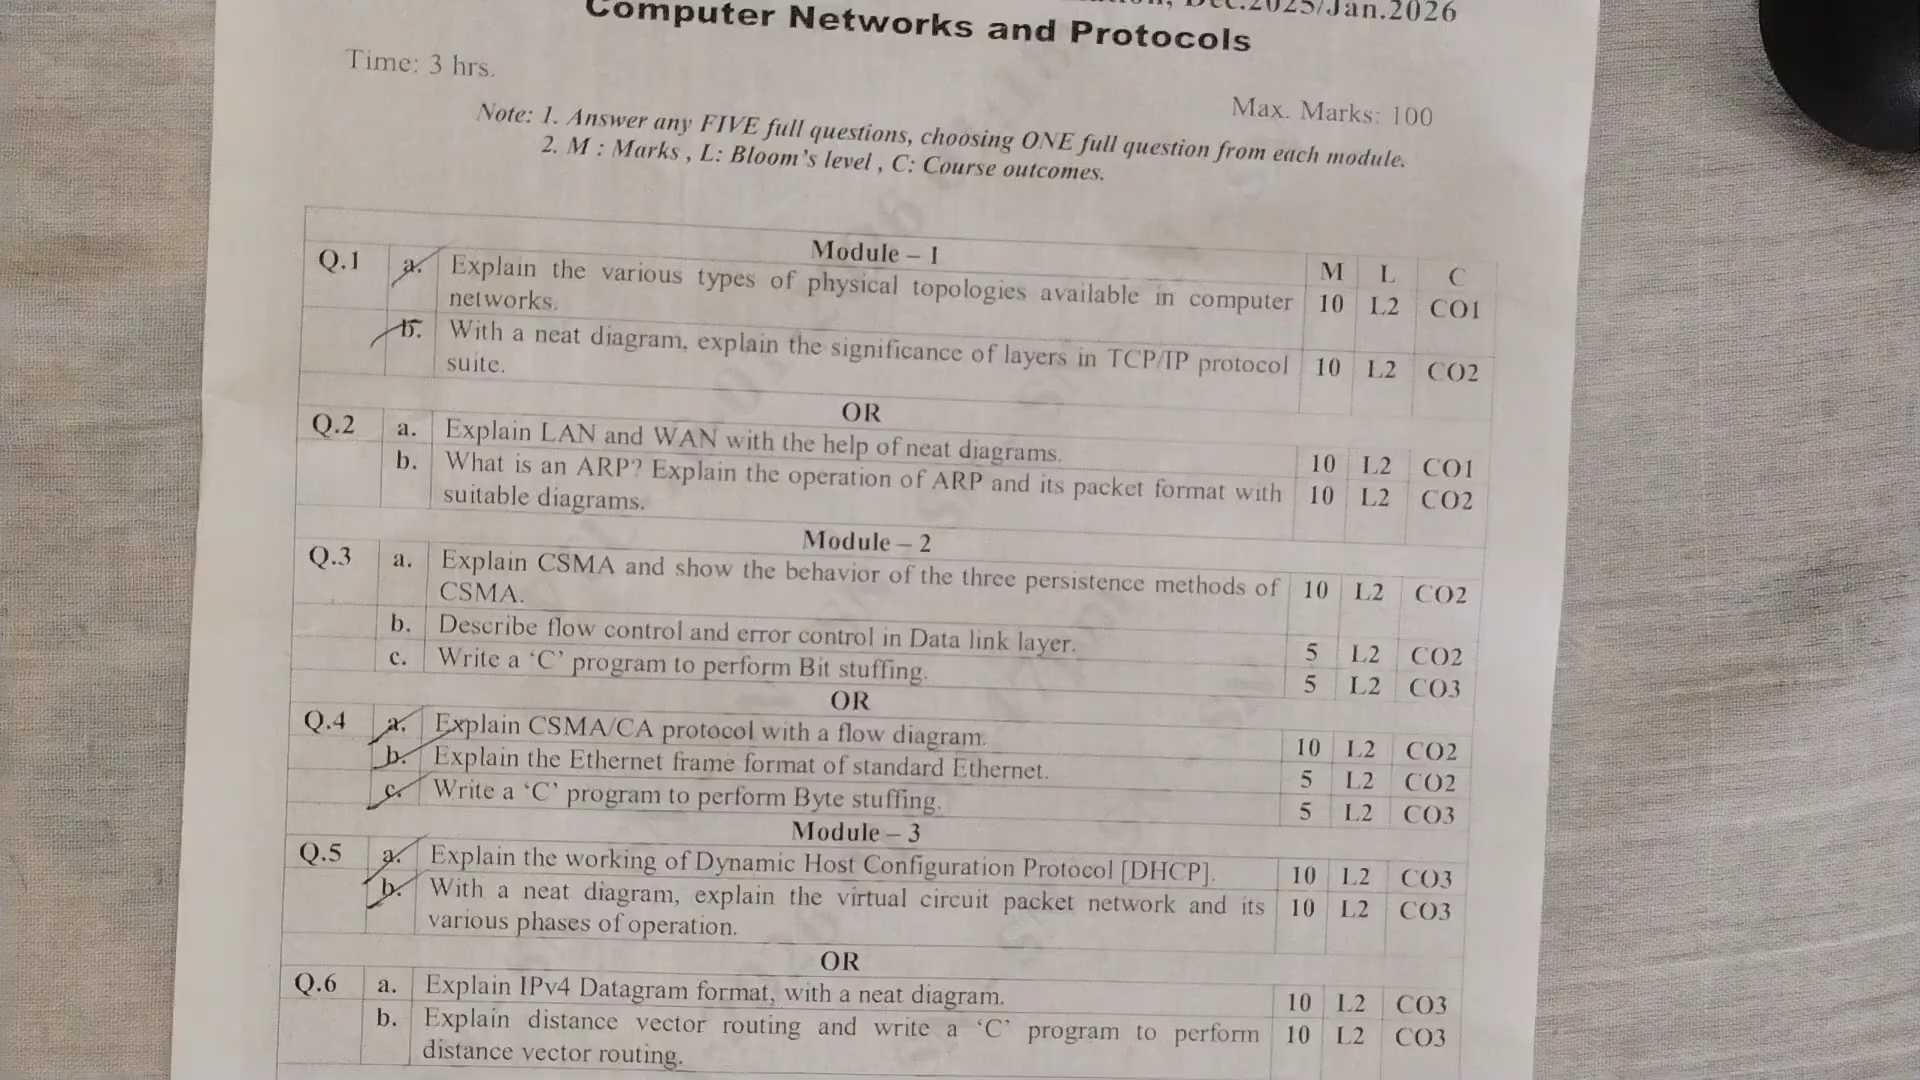 Dec.2025/Jan.2026
Computer Networks and Protocols
Time: 3 hrs.
Max. Marks: 100
Note: 1. Answer any FIVE full questions, choosing ONE full question from each module.
2. M : Marks , L: Bloom's level , C: Course outcomes.
Module – 1 M L C
Q.1 a. Explain the various types of physical topologies available in computer 10 L2 CO1
networks.
b. With a neat diagram, explain the significance of layers in TCP/IP protocol 10 L2 CO2
suite.
OR
Q.2 a. Explain LAN and WAN with the help of neat diagrams. 10 L2 CO1
b. What is an ARP? Explain the operation of ARP and its packet format with 10 L2 CO2
suitable diagrams.
Module – 2
Q.3 a. Explain CSMA and show the behavior of the three persistence methods of 10 L2 CO2
CSMA.
b. Describe flow control and error control in Data link layer. 5 L2 CO2
c. Write a 'C' program to perform Bit stuffing. 5 L2 CO3
OR
Q.4 a. Explain CSMA/CA protocol with a flow diagram. 10 L2 CO2
b. Explain the Ethernet frame format of standard Ethernet. 5 L2 CO2
c. Write a 'C' program to perform Byte stuffing. 5 L2 CO3
Module – 3
Q.5 a. Explain the working of Dynamic Host Configuration Protocol [DHCP]. 10 L2 CO3
b. With a neat diagram, explain the virtual circuit packet network and its 10 L2 CO3
various phases of operation.
OR
Q.6 a. Explain IPv4 Datagram format, with a neat diagram. 10 L2 CO3
b. Explain distance vector routing and write a 'C' program to perform 10 L2 CO3
distance vector routing.